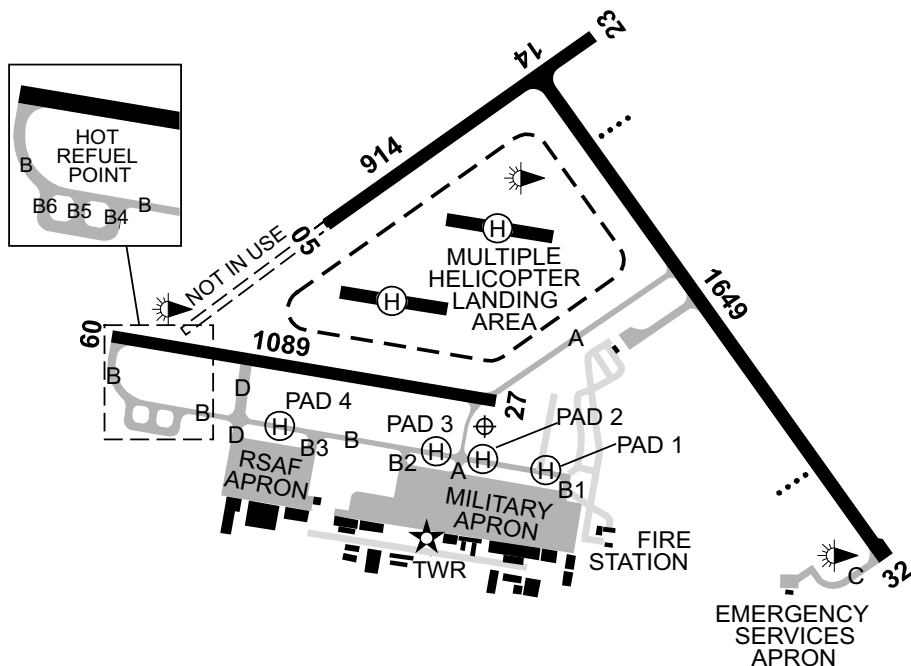 23
14
914
HOT
REFUEL
POINT
B
B6
B5
B4
B
05
NOT IN USE
H
MULTIPLE
HELICOPTER
LANDING
AREA
H
1649
09
1089
A
27
B
D
B
D
PAD 4
H
B3
B
PAD 3
H
B2
A
PAD 2
H
PAD 1
H
B1
RSAF
APRON
MILITARY
APRON
FIRE
STATION
TWR
C
32
EMERGENCY
SERVICES
APRON